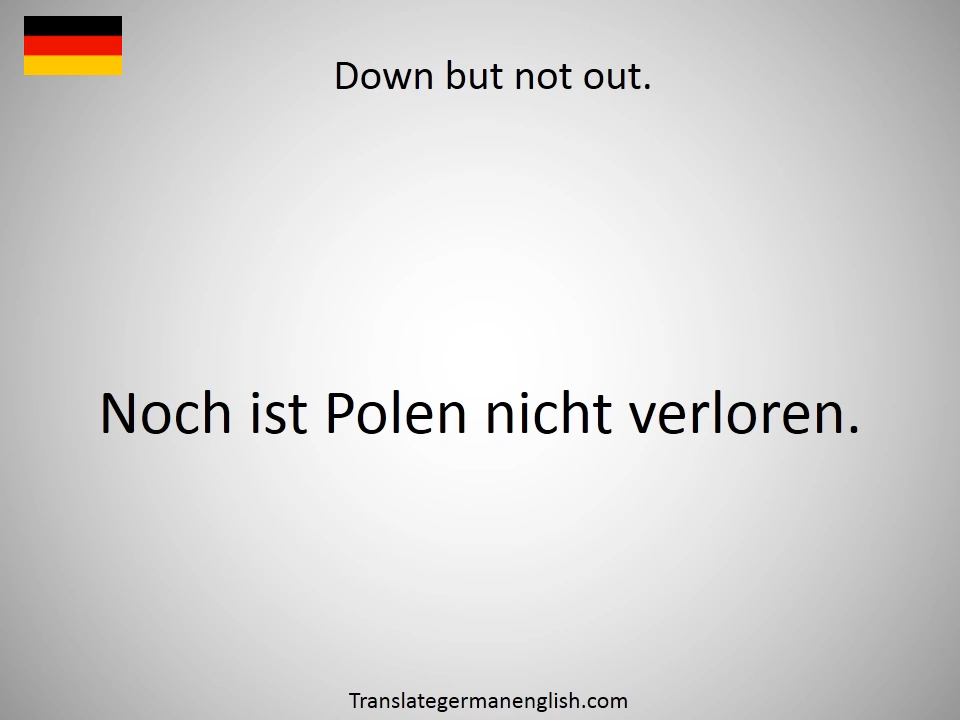 Down but not out.
Noch ist Polen nicht verloren.
Translategermanenglish.com